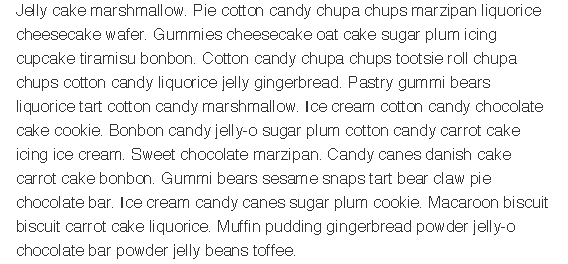 Jelly cake marshmallow. Pie cotton candy chupa chups marzipan liquorice
cheesecake wafer. Gummies cheesecake oat cake sugar plum icing
cupcake tiramisu bonbon. Cotton candy chupa chups tootsie roll chupa
chups cotton candy liquorice jelly gingerbread. Pastry gummi bears
liquorice tart cotton candy marshmallow. Ice cream cotton candy chocolate
cake cookie. Bonbon candy jelly-o sugar plum cotton candy carrot cake
icing ice cream. Sweet chocolate marzipan. Candy canes danish cake
carrot cake bonbon. Gummi bears sesame snaps tart bear claw pie
chocolate bar. Ice cream candy canes sugar plum cookie. Macaroon biscuit
biscuit carrot cake liquorice. Muffin pudding gingerbread powder jelly-o
chocolate bar powder jelly beans toffee.